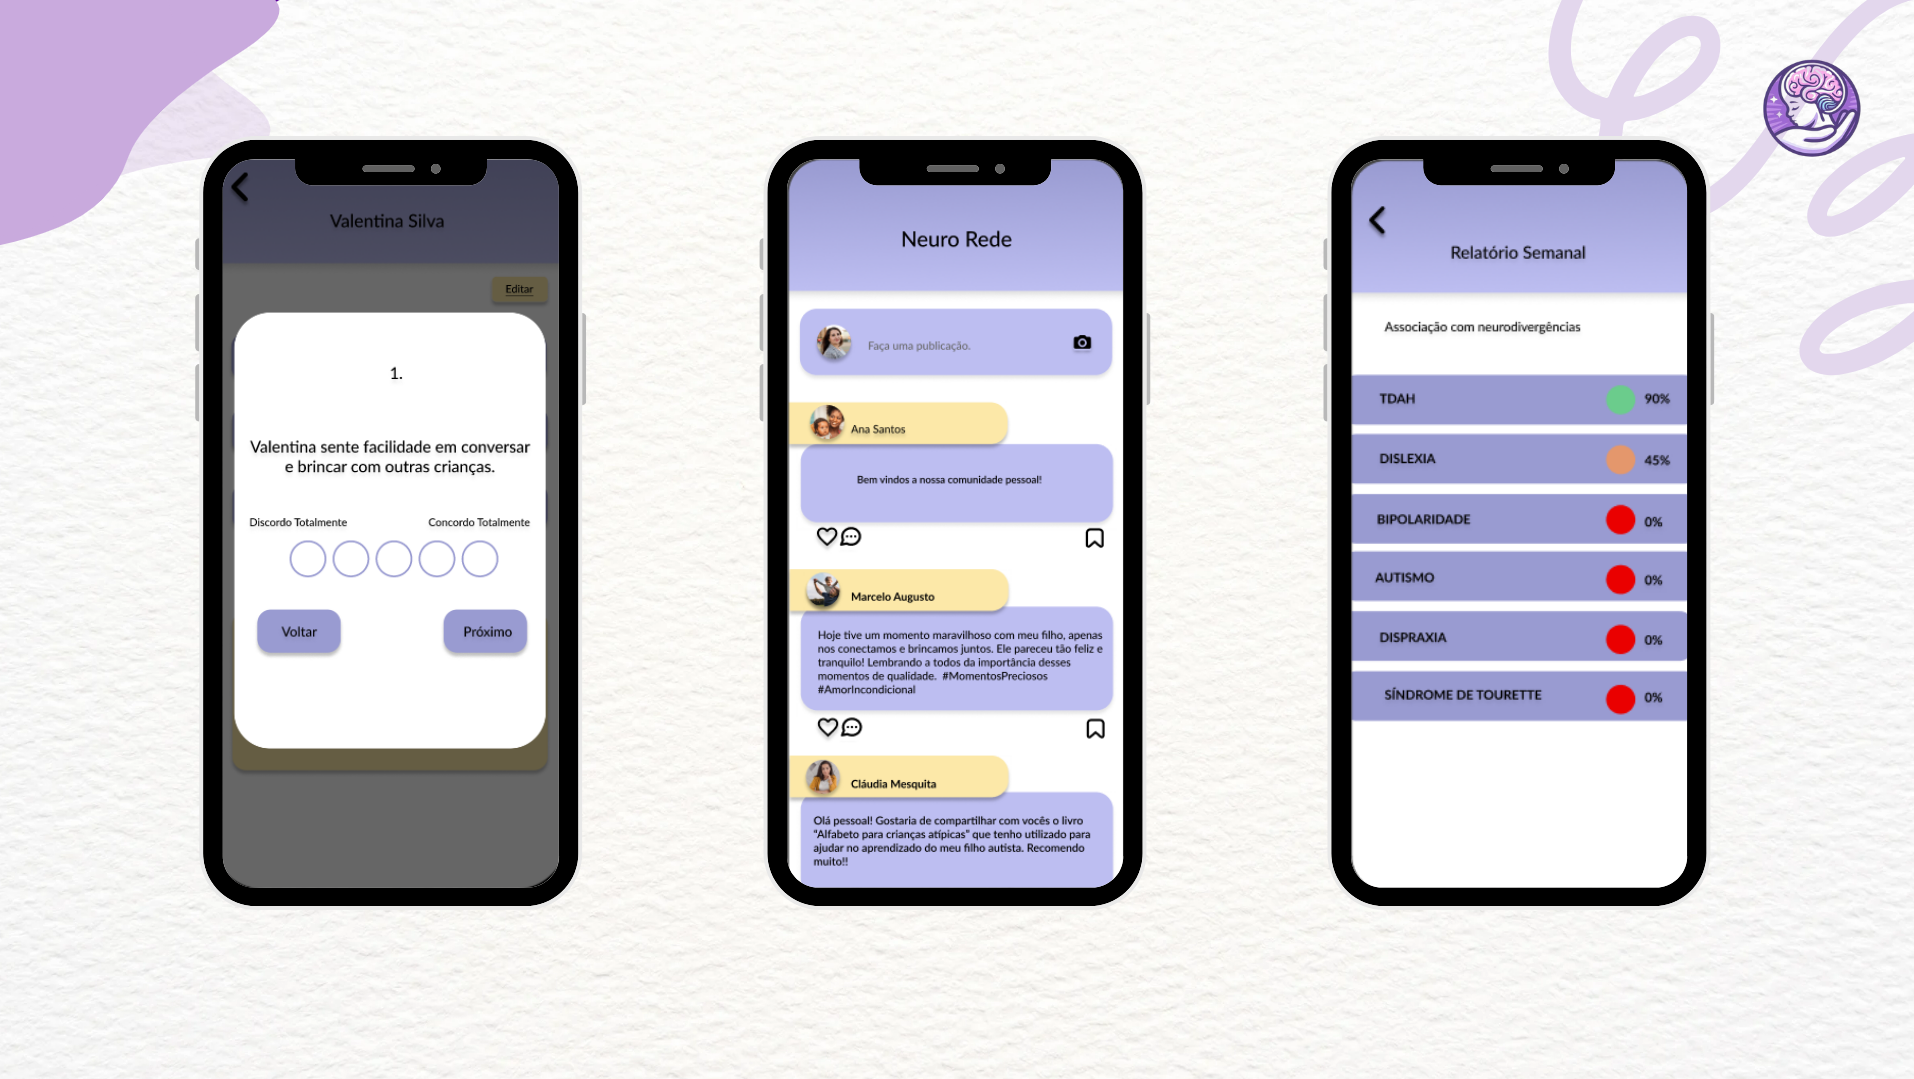 Valentina Silva
Editar
1.
Valentina sente facilidade em conversar
e brincar com outras crianças.
Discordo Totalmente
Concordo Totalmente
Voltar
Próximo
Neuro Rede
Faça uma publicação.
Ana Santos
Bem vindos a nossa comunidade pessoal!
Marcelo Augusto
Hoje tive um momento maravilhoso com meu filho, apenas
nos conectamos e brincamos juntos. Ele pareceu tão feliz e
tranquilo! Lembrando a todos da importância desses
momentos de qualidade. #MomentosPreciosos
#AmorIncondicional
Cláudia Mesquita
Olá pessoal! Gostaria de compartilhar com vocês o livro
"Alfabeto para crianças atípicas" que tenho utilizado para
ajudar no aprendizado do meu filho autista. Recomendo
muito!!
Relatório Semanal
Associação com neurodivergências
TDAH 90%
DISLEXIA 45%
BIPOLARIDADE 0%
AUTISMO 0%
DISPRAXIA 0%
SÍNDROME DE TOURETTE 0%